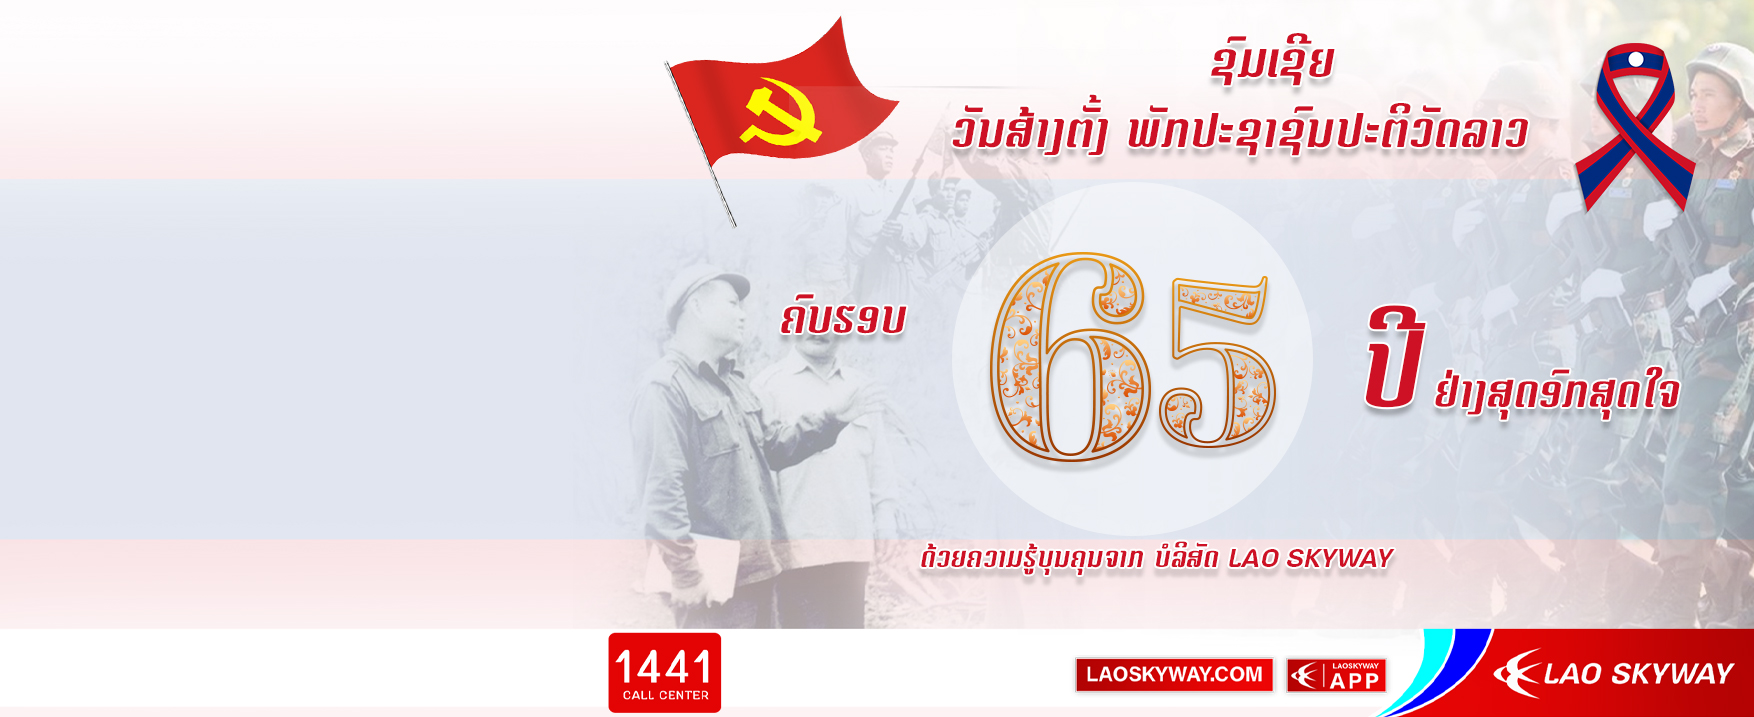 ຊົມເຊີຍ
ວັນສ້າງຕັ້ງ ພັກປະຊາຊົນປະຕິວັດລາວ
ຄົບຮອບ
65
ປີ ຢ່າງສຸດອົກສຸດໃຈ
ດ້ວຍຄວາມຮູ້ບຸນຄຸນຈາກ ບໍລິສັດ LAO SKYWAY
1441
CALL CENTER
LAOSKYWAY.COM
LAOSKYWAY
APP
LAO SKYWAY